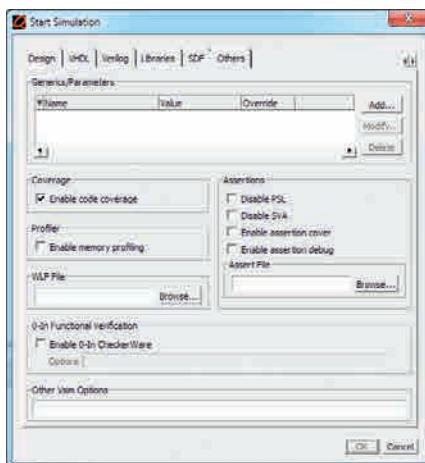 Start Simulation
Design VHDL Verilog Libraries SDF Others
Generics/Parameters
Name Value Override
Add...
Modify...
Delete
Coverage
Enable code coverage
Profiler
Enable memory profiling
WLF File
Browse...
Assertions
Disable PSL
Disable SVA
Enable assertion cover
Enable assertion debug
Assert File
Browse...
0-In Functional Verification
Enable 0-In CheckerWare
Options
Other Vsim Options
OK Cancel